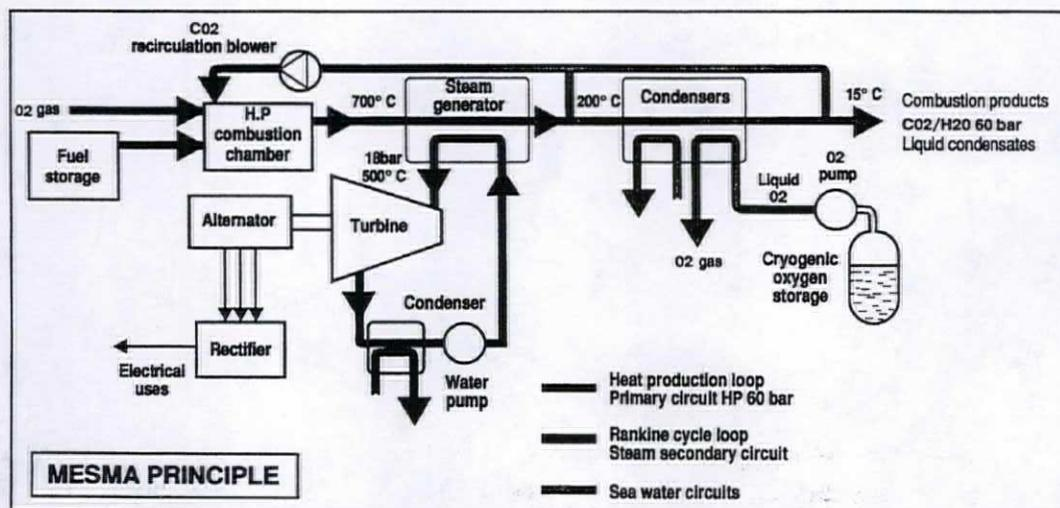 C02
recirculation blower
02 gas
Fuel
storage
H.P
combustion
chamber
700° C
Steam
generator
200° C
Condensers
15° C
Combustion products
C02/H20 60 bar
Liquid condensates
18bar
500° C
Alternator
Turbine
Liquid
02
02
pump
02 gas
Cryogenic
oxygen
storage
Condenser
Rectifier
Electrical
uses
Water
pump
Heat production loop
Primary circuit HP 60 bar
Rankine cycle loop
Steam secondary circuit
Sea water circuits
MESMA PRINCIPLE